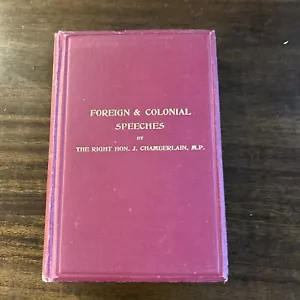 FOREIGN & COLONIAL
SPEECHES
BY
THE RIGHT HON. J. CHAMBERLAIN, M.P.